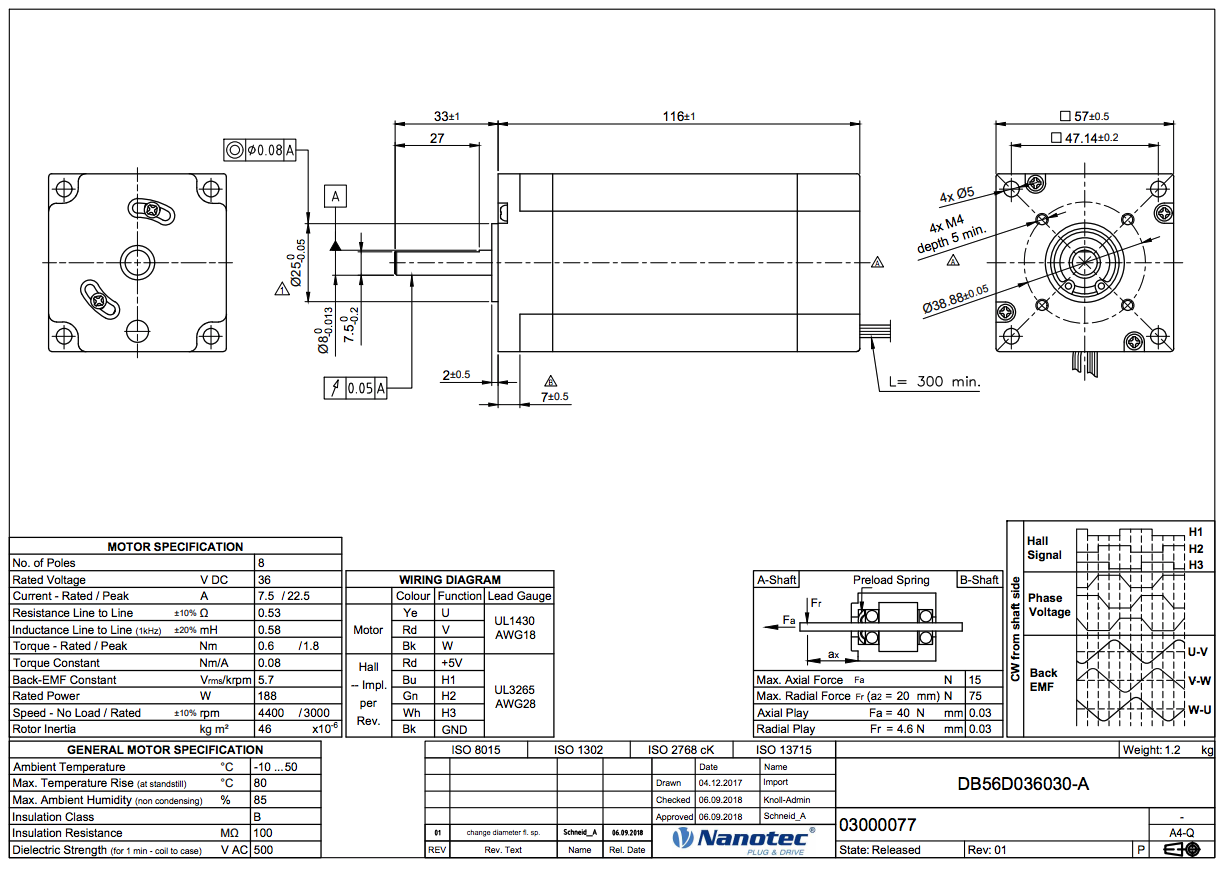 33±1
116±1
27
□ 57±0.5
□ 47.14±0.2
⌀0.08 A
A
4x Ø5
4x M4
depth 5 min.
Ø25 0 -0.05
1
A
A
Ø38.88±0.05
Ø8 0 -0.013
7.5 0 -0.2
0.05 A
2±0.5
B
7±0.5
L= 300 min.
MOTOR SPECIFICATION
No. of Poles 8
Rated Voltage V DC 36
Current - Rated / Peak A 7.5 / 22.5
Resistance Line to Line ±10% Ω 0.53
Inductance Line to Line (1kHz) ±20% mH 0.58
Torque - Rated / Peak Nm 0.6 /1.8
Torque Constant Nm/A 0.08
Back-EMF Constant Vrms/krpm 5.7
Rated Power W 188
Speed - No Load / Rated ±10% rpm 4400 / 3000
Rotor Inertia kg m² 46 x10⁻⁶
WIRING DIAGRAM
Colour Function Lead Gauge
Motor
Ye U
Rd V
Bk W
UL1430
AWG18
Hall
-- Impl.
per
Rev.
Rd +5V
Bu H1
Gn H2
Wh H3
Bk GND
UL3265
AWG28
A-Shaft Preload Spring B-Shaft
Fr
Fa
ax
Max. Axial Force Fa N 15
Max. Radial Force Fr (a2 = 20 mm) N 75
Axial Play Fa = 40 N mm 0.03
Radial Play Fr = 4.6 N mm 0.03
CW from shaft side
Hall
Signal
H1
H2
H3
Phase
Voltage
Back
EMF
U-V
V-W
W-U
GENERAL MOTOR SPECIFICATION
Ambient Temperature °C -10 ...50
Max. Temperature Rise (at standstill) °C 80
Max. Ambient Humidity (non condensing) % 85
Insulation Class B
Insulation Resistance MΩ 100
Dielectric Strength (for 1 min - coil to case) V AC 500
ISO 8015 ISO 1302 ISO 2768 cK ISO 13715
Date Name
Drawn 04.12.2017 Import
Checked 06.09.2018 Knoll-Admin
Approved 06.09.2018 Schneid_A
01 change diameter fl. sp. Schneid_A 06.09.2018
REV Rev. Text Name Rel. Date
Nanotec®
PLUG & DRIVE
Weight: 1.2 kg
DB56D036030-A
03000077
-
A4-Q
State: Released Rev: 01 P